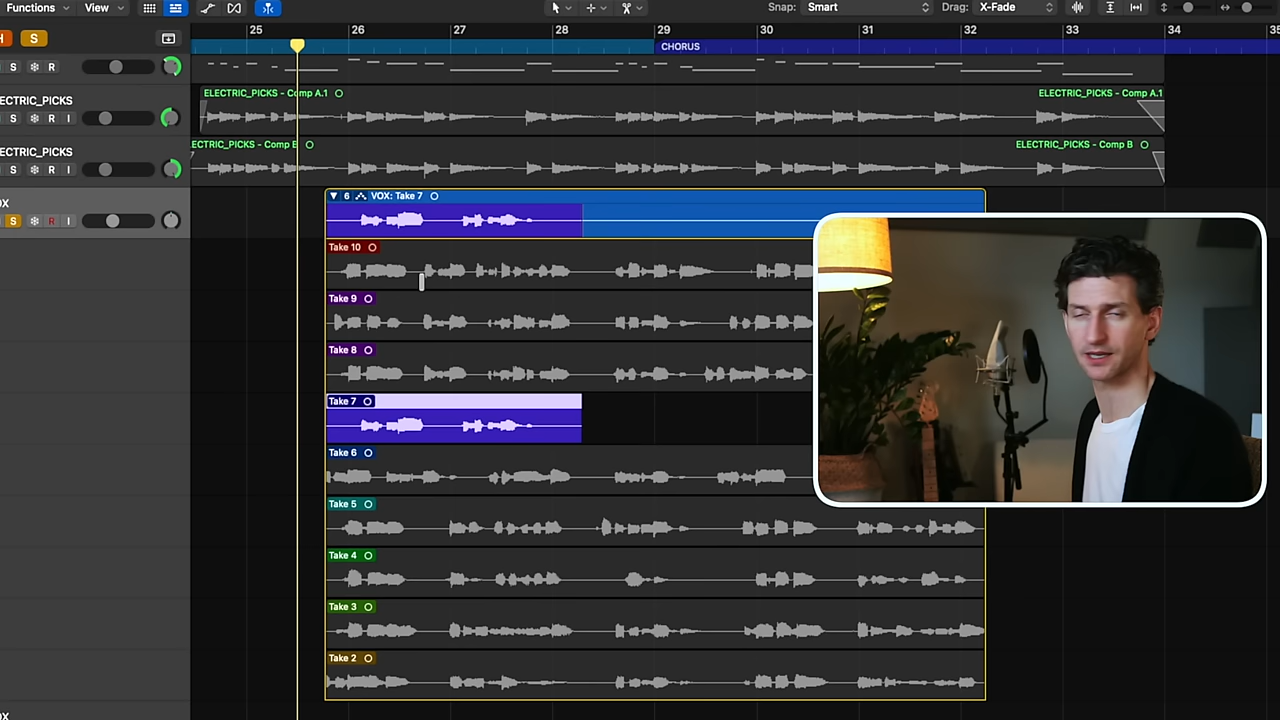 Functions View Snap: Smart Drag: X-Fade
25 26 27 28 29 30 31 32 33 34 35
S
CHORUS
S R
ECTRIC_PICKS
ELECTRIC_PICKS - Comp A.1
ELECTRIC_PICKS - Comp A.1
S R I
ECTRIC_PICKS
ECTRIC_PICKS - Comp B
ELECTRIC_PICKS - Comp B
S R I
OX
6 VOX: Take 7
S R I
Take 10
Take 9
Take 8
Take 7
Take 6
Take 5
Take 4
Take 3
Take 2
OX